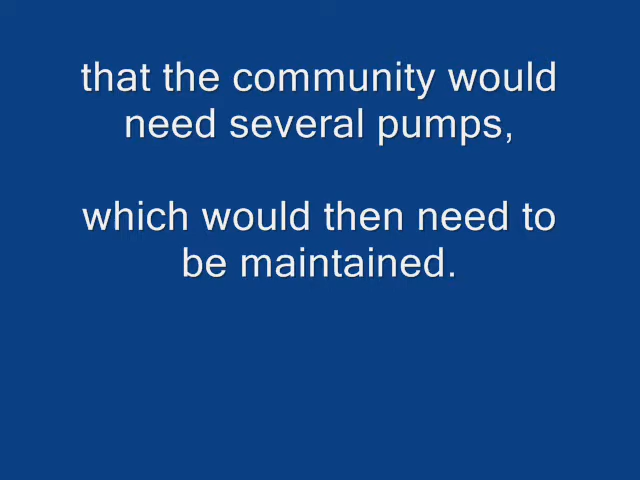 that the community would
need several pumps,
which would then need to
be maintained.